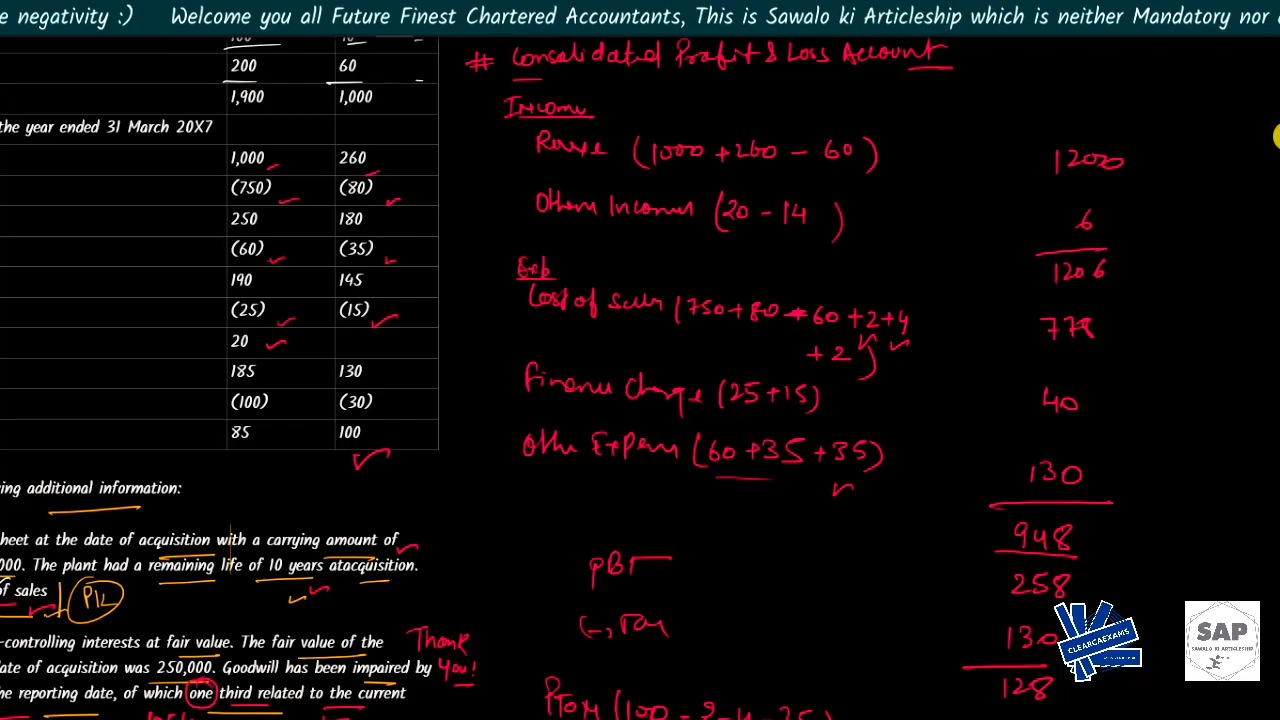 e negativity :) Welcome you all Future Finest Chartered Accountants, This is Sawalo ki Articleship which is neither Mandatory nor
200 60
1,900 1,000
the year ended 31 March 20X7
1,000 260
(750) (80)
250 180
(60) (35)
190 145
(25) (15)
20
185 130
(100) (30)
85 100
ing additional information:
heet at the date of acquisition with a carrying amount of
000. The plant had a remaining life of 10 years atacquisition.
of sales
-controlling interests at fair value. The fair value of the
ate of acquisition was 250,000. Goodwill has been impaired by
he reporting date, of which one third related to the current
Thank
you!
# Consolidated Profit & Loss Account
Income
(1000 + 260 - 60) 1200
Other Income (20 - 14) 6
1206
Exp
Cost of Sales (750+80 - 60 + 2 + 4
+ 2) 778
Finance Charge (25+15) 40
Other Expens (60 + 35 + 35) 130
948
PBT 258
(-) Tax 130
128
CLEARCAEXAMS
SAP
SAWALO KI ARTICLESHIP